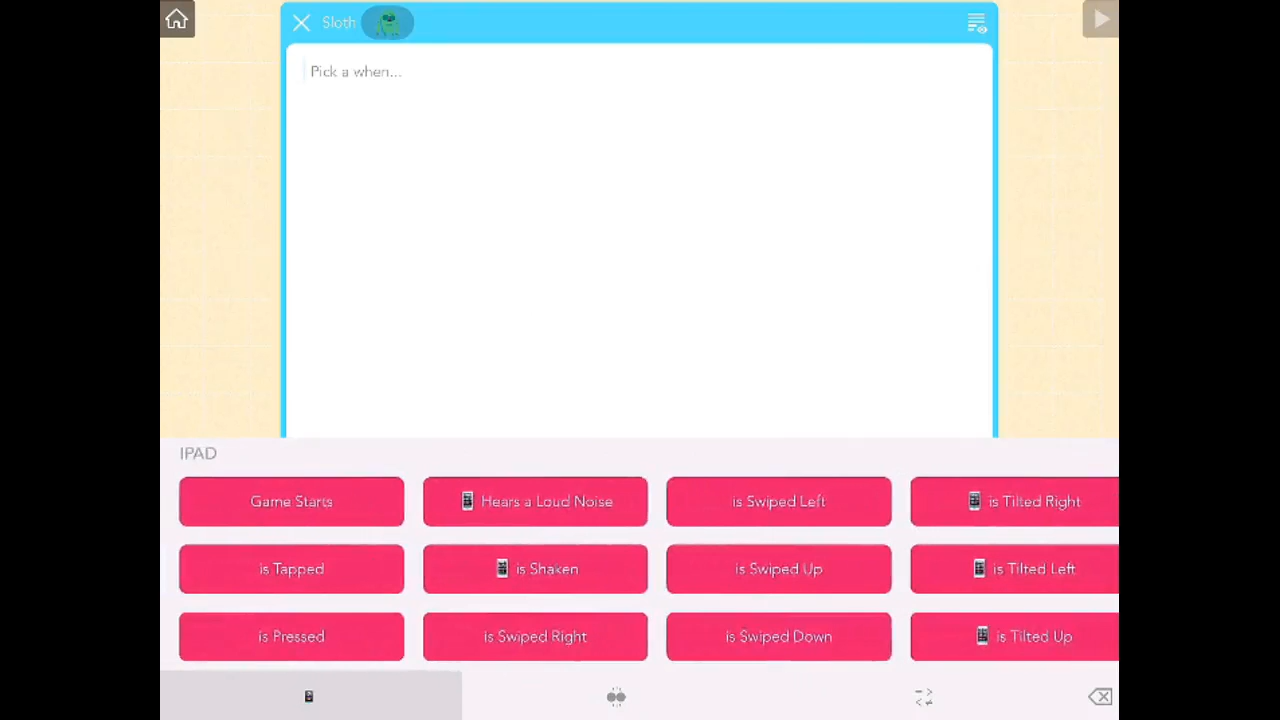 Sloth
Pick a when...
IPAD
Game Starts
Hears a Loud Noise
is Swiped Left
is Tilted Right
is Tapped
is Shaken
is Swiped Up
is Tilted Left
is Pressed
is Swiped Right
is Swiped Down
is Tilted Up